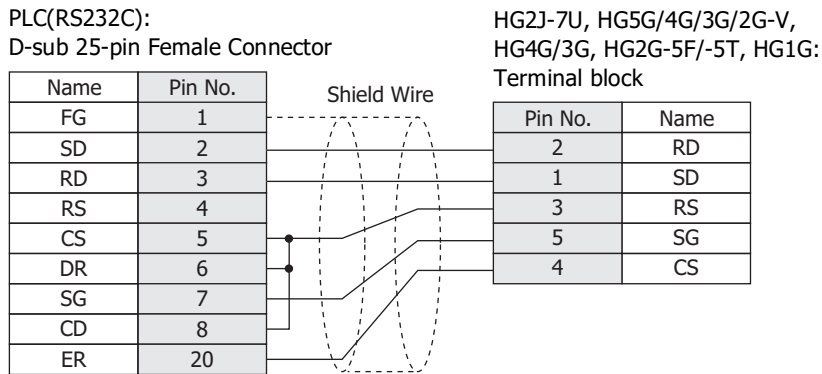 PLC(RS232C):
D-sub 25-pin Female Connector
HG2J-7U, HG5G/4G/3G/2G-V,
HG4G/3G, HG2G-5F/-5T, HG1G:
Terminal block
Shield Wire
Name Pin No.
FG 1
SD 2
RD 3
RS 4
CS 5
DR 6
SG 7
CD 8
ER 20
Pin No. Name
2 RD
1 SD
3 RS
5 SG
4 CS